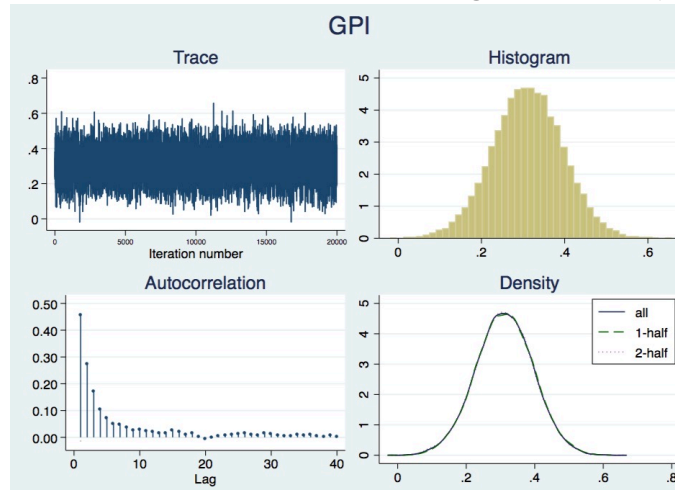 GPI
Trace
.8
.6
.4
.2
0
0 5000 10000 15000 20000
Iteration number
Histogram
5
4
3
2
1
0
0 .2 .4 .6
Autocorrelation
0.50
0.40
0.30
0.20
0.10
0.00
0 10 20 30 40
Lag
Density
5
4
3
2
1
0
0 .2 .4 .6 .8
all
1-half
2-half